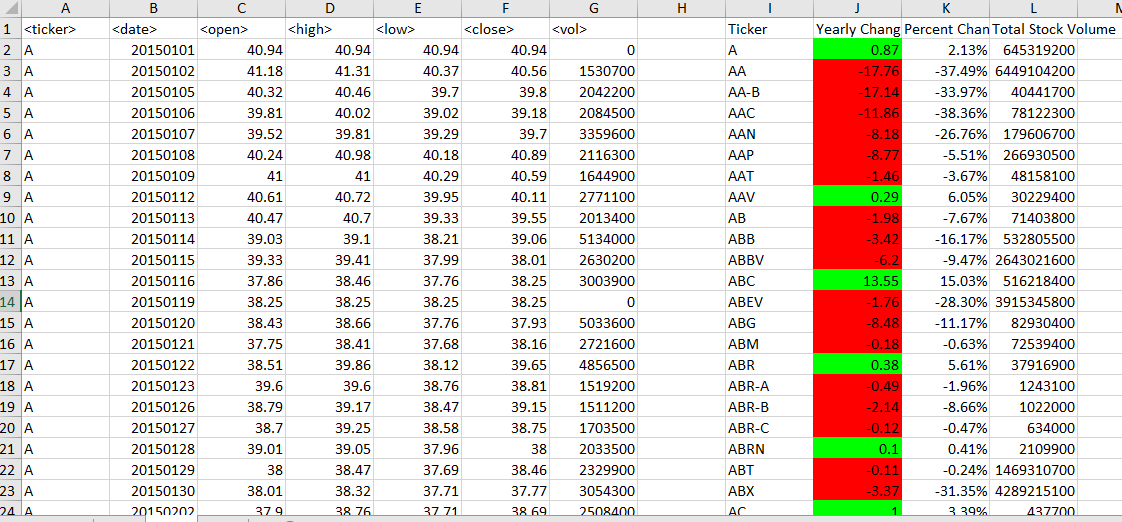 A B C D E F G H I J K L
1 <ticker> <date> <open> <high> <low> <close> <vol> Ticker Yearly Chang Percent Chan Total Stock Volume
2 A 20150101 40.94 40.94 40.94 40.94 0 A 0.87 2.13% 645319200
3 A 20150102 41.18 41.31 40.37 40.56 1530700 AA -17.76 -37.49% 6449104200
4 A 20150105 40.32 40.46 39.7 39.8 2042200 AA-B -17.14 -33.97% 40441700
5 A 20150106 39.81 40.02 39.02 39.18 2084500 AAC -11.86 -38.36% 78122300
6 A 20150107 39.52 39.81 39.29 39.7 3359600 AAN -8.18 -26.76% 179606700
7 A 20150108 40.24 40.98 40.18 40.89 2116300 AAP -8.77 -5.51% 266930500
8 A 20150109 41 41 40.29 40.59 1644900 AAT -1.46 -3.67% 48158100
9 A 20150112 40.61 40.72 39.95 40.11 2771100 AAV 0.29 6.05% 30229400
10 A 20150113 40.47 40.7 39.33 39.55 2013400 AB -1.98 -7.67% 71403800
11 A 20150114 39.03 39.1 38.21 39.06 5134000 ABB -3.42 -16.17% 532805500
12 A 20150115 39.33 39.41 37.99 38.01 2630200 ABBV -6.2 -9.47% 2643021600
13 A 20150116 37.86 38.46 37.76 38.25 3003900 ABC 13.55 15.03% 516218400
14 A 20150119 38.25 38.25 38.25 38.25 0 ABEV -1.76 -28.30% 3915345800
15 A 20150120 38.43 38.66 37.76 37.93 5033600 ABG -8.48 -11.17% 82930400
16 A 20150121 37.75 38.41 37.68 38.16 2721600 ABM -0.18 -0.63% 72539400
17 A 20150122 38.51 39.86 38.12 39.65 4856500 ABR 0.38 5.61% 37916900
18 A 20150123 39.6 39.6 38.76 38.81 1519200 ABR-A -0.49 -1.96% 1243100
19 A 20150126 38.79 39.17 38.47 39.15 1511200 ABR-B -2.14 -8.66% 1022000
20 A 20150127 38.7 39.25 38.58 38.75 1703500 ABR-C -0.12 -0.47% 634000
21 A 20150128 39.01 39.05 37.96 38 2033500 ABRN 0.1 0.41% 2109900
22 A 20150129 38 38.47 37.69 38.46 2329900 ABT -0.11 -0.24% 1469310700
23 A 20150130 38.01 38.32 37.71 37.77 3054300 ABX -3.37 -31.35% 4289215100
24 A 20150202 37.9 38.76 37.71 38.69 2508400 AC 1 3.39% 437700